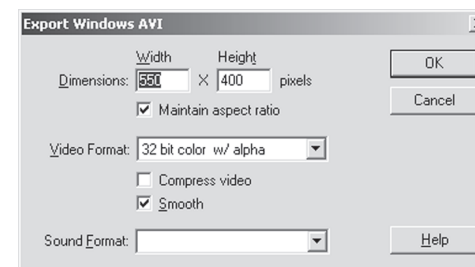 Export Windows AVI
Width Height
Dimensions: 550 X 400 pixels
Maintain aspect ratio
Video Format: 32 bit color w/ alpha
Compress video
Smooth
Sound Format:
OK
Cancel
Help